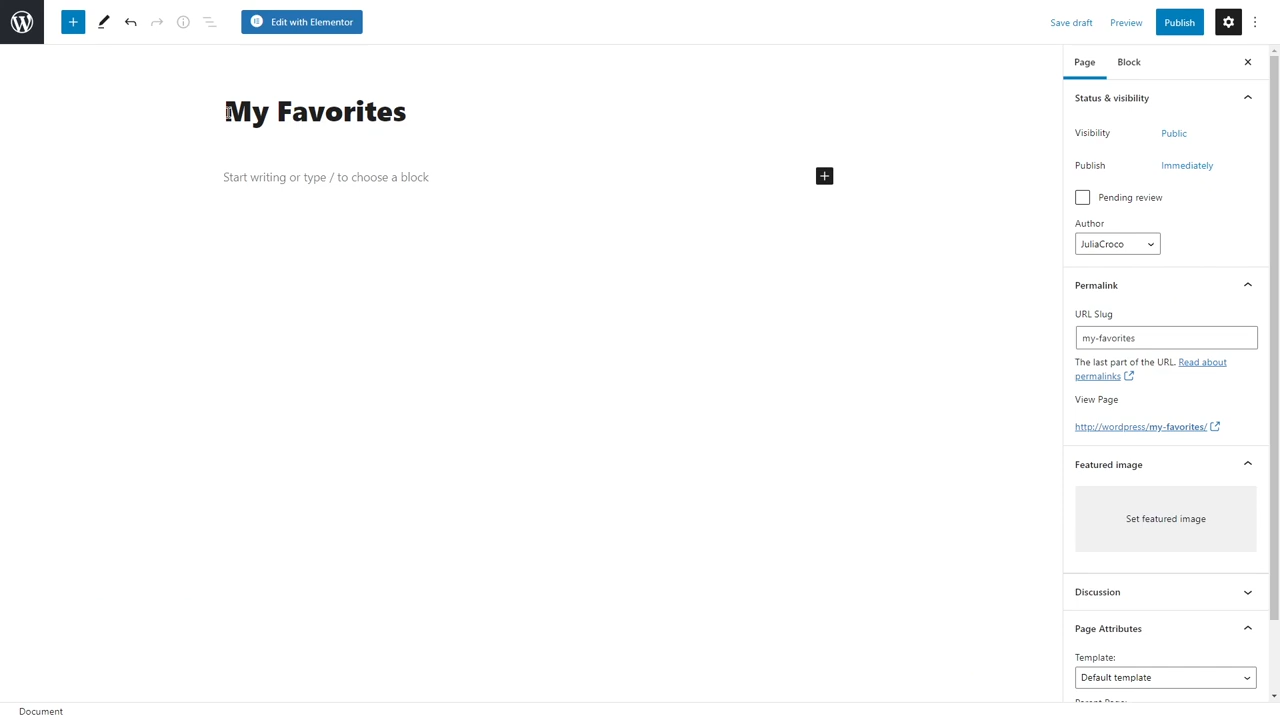 Edit with Elementor
Save draft
Preview
Publish
Page
Block
My Favorites
Start writing or type / to choose a block
Status & visibility
Visibility
Public
Publish
Immediately
Pending review
Author
JuliaCroco
Permalink
URL Slug
my-favorites
The last part of the URL. Read about
permalinks
View Page
http://wordpress/my-favorites/
Featured image
Set featured image
Discussion
Page Attributes
Template:
Default template
Parent Page:
Document